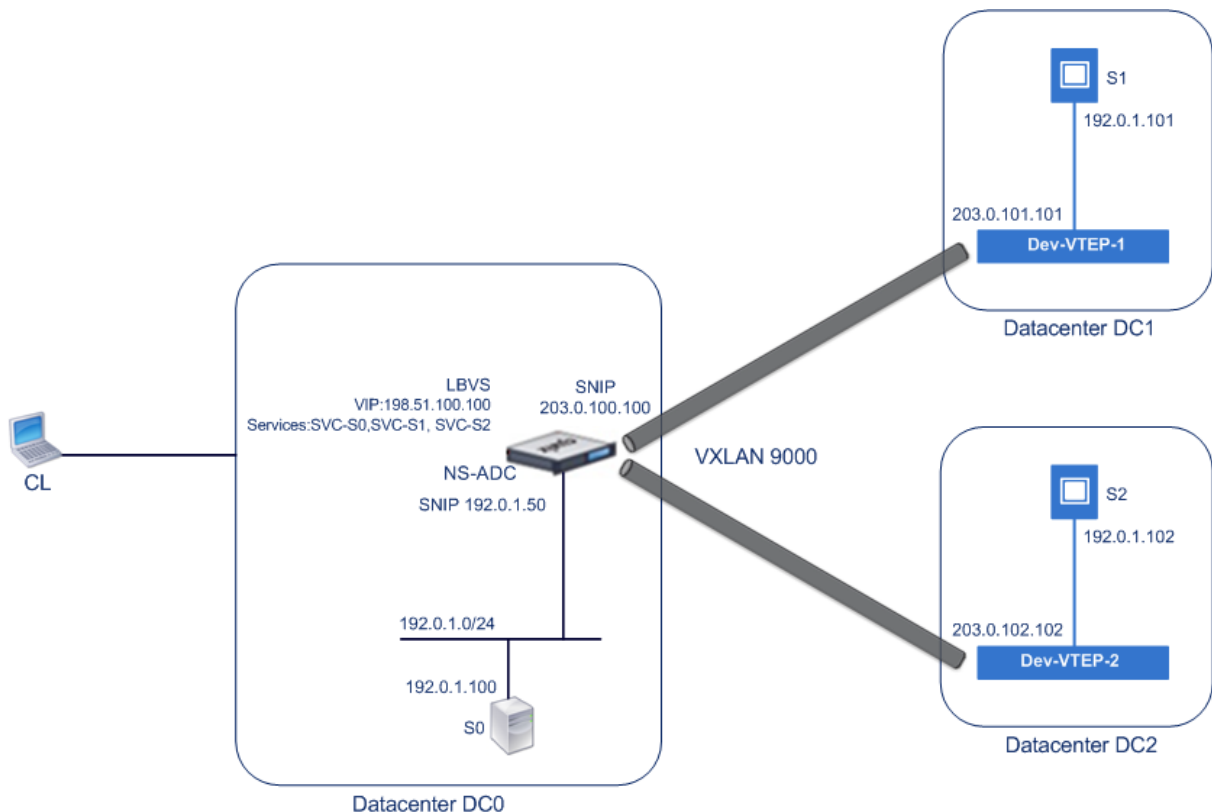 S1
192.0.1.101
203.0.101.101
Dev-VTEP-1
Datacenter DC1
LBVS
VIP:198.51.100.100
Services:SVC-S0,SVC-S1, SVC-S2
SNIP
203.0.100.100
CL
NS-ADC
VXLAN 9000
SNIP 192.0.1.50
S2
192.0.1.102
192.0.1.0/24
203.0.102.102
Dev-VTEP-2
192.0.1.100
S0
Datacenter DC2
Datacenter DC0